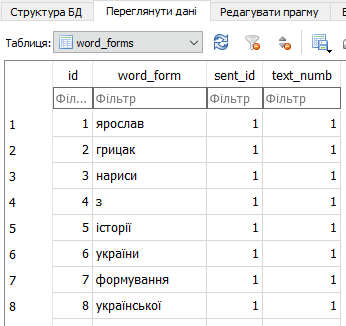 Структура БД Переглянути дані Редагувати прагму
Таблиця: word_forms
id word_form sent_id text_numb
Філ... Фільтр Фільтр Фільтр
1 1 ярослав 1 1
2 2 грицак 1 1
3 3 нариси 1 1
4 4 з 1 1
5 5 історії 1 1
6 6 україни 1 1
7 7 формування 1 1
8 8 української 1 1